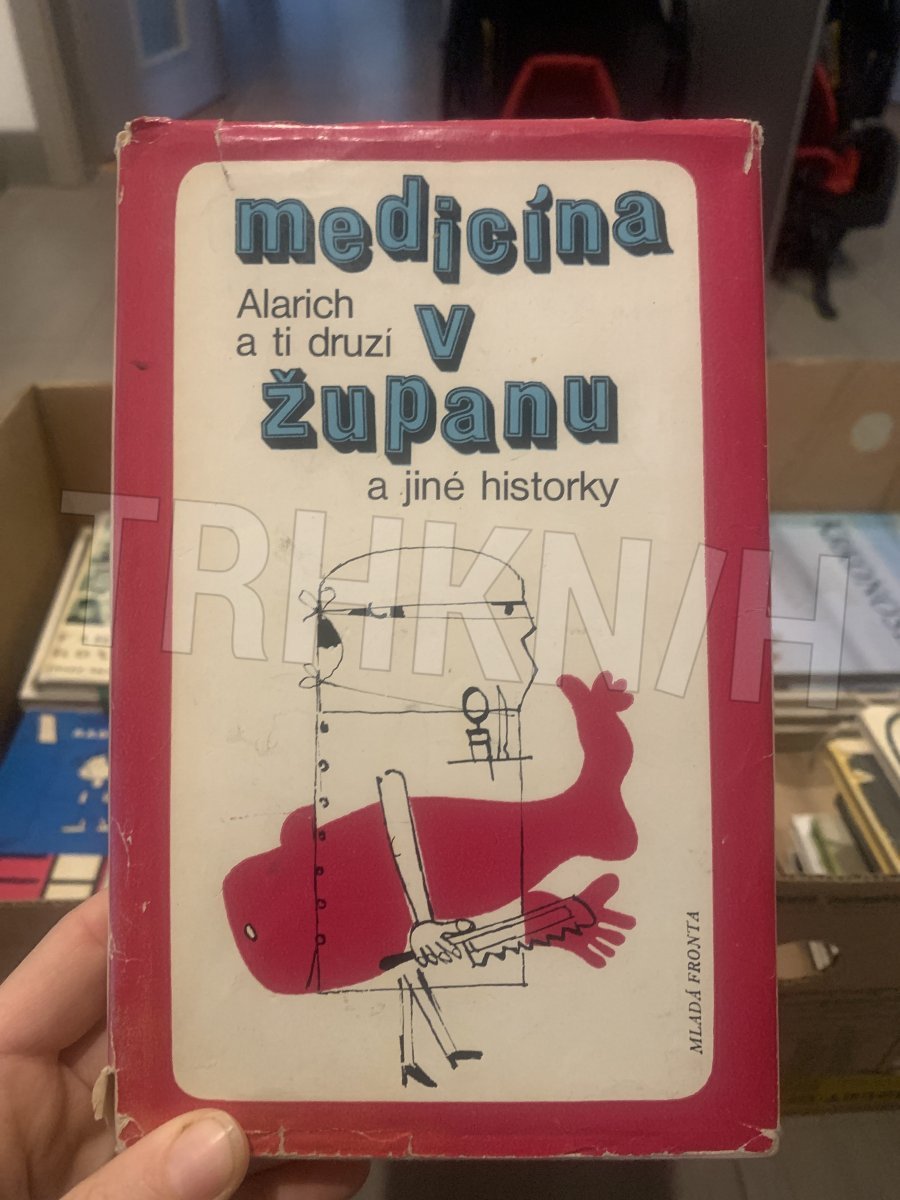 medicína
Alarich
a ti druzí
v
županu
a jiné historky
TRHKNIH
MLADÁ FRONTA